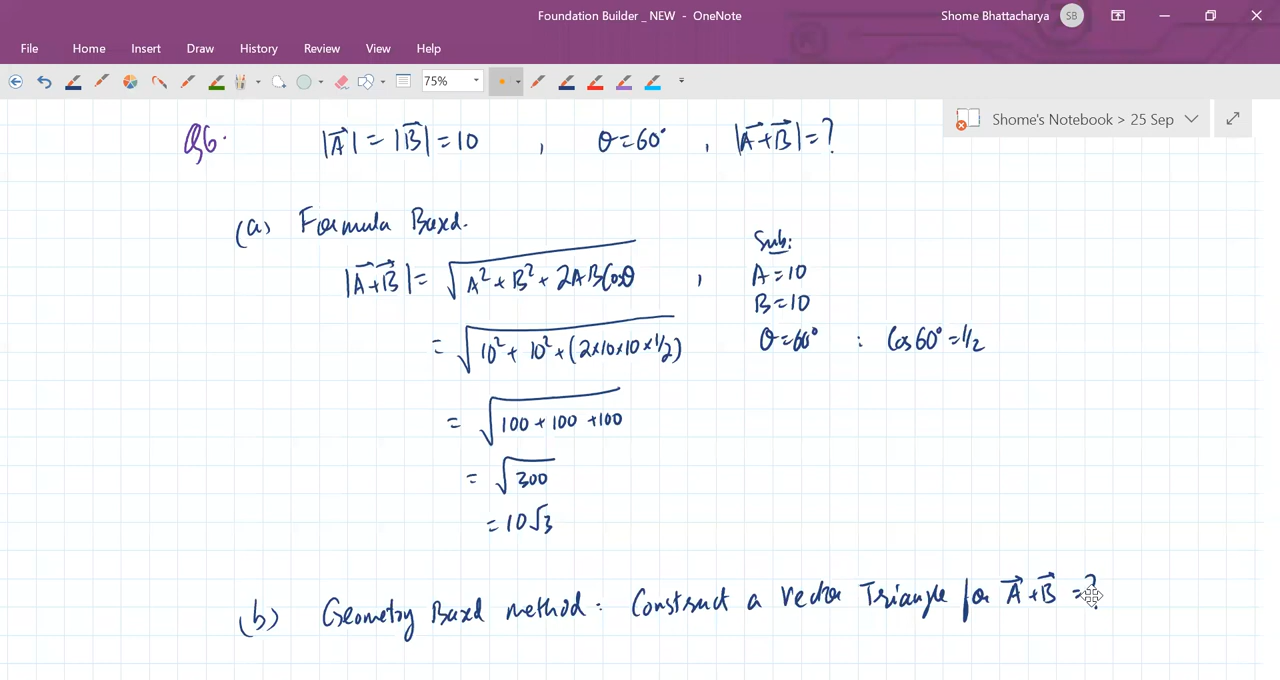 Foundation Builder _ NEW - OneNote
Shome Bhattacharya SB
File Home Insert Draw History Review View Help
75%
Shome's Notebook > 25 Sep
Q6. |A⃗| = |B⃗| = 10 , θ = 60° , |A⃗ + B⃗| = ?
(a) Formula Based.
Sub:
|A⃗ + B⃗| = √(A² + B² + 2AB Cosθ) , A = 10
B = 10
= √(10² + 10² + (2×10×10×1/2)) θ = 60° : Cos 60° = 1/2
= √(100 + 100 + 100)
= √300
= 10√3
(b) Geometry Based method : Construct a vector Triangle for A⃗ + B⃗ = ?